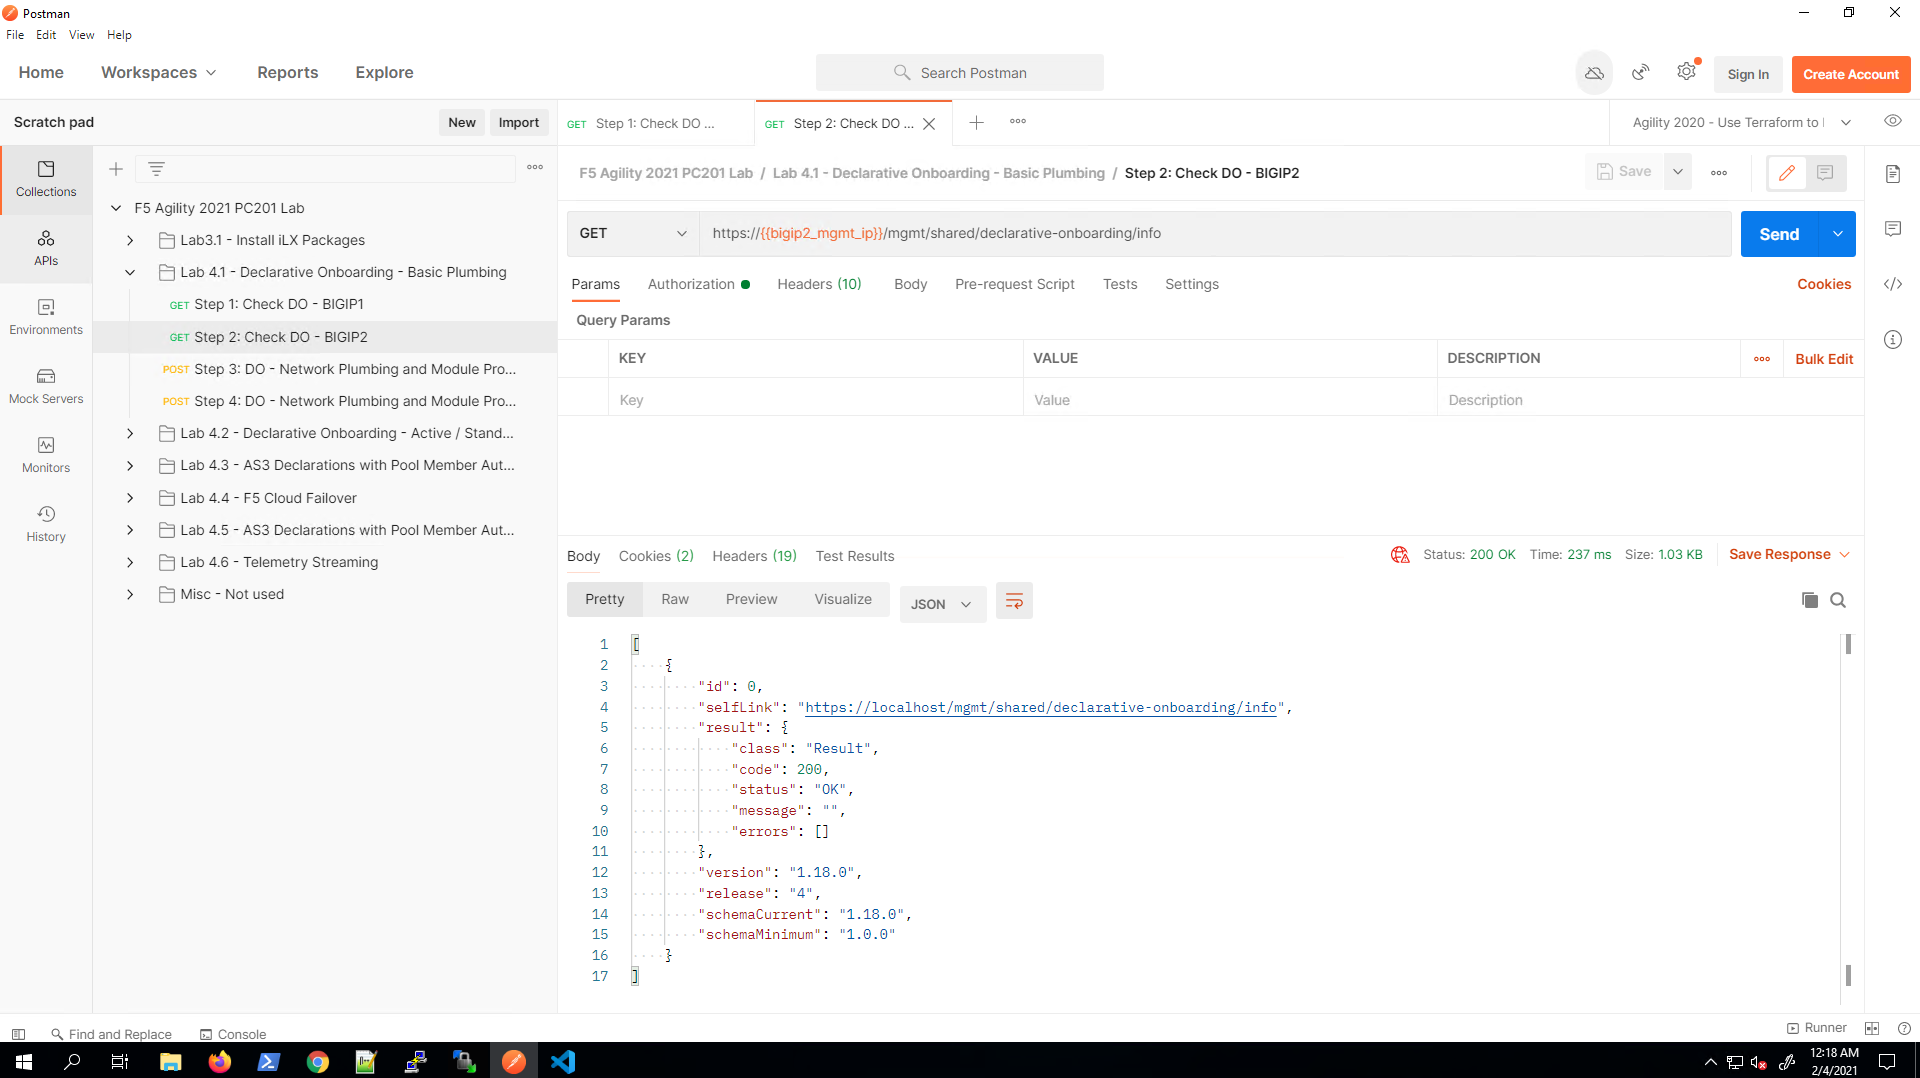 Postman
File Edit View Help
Home Workspaces Reports Explore Search Postman Sign In Create Account
Scratch pad New Import
GET Step 1: Check DO ... GET Step 2: Check DO ... Agility 2020 - Use Terraform to
Collections
APIs
Environments
Mock Servers
Monitors
History
F5 Agility 2021 PC201 Lab
Lab3.1 - Install iLX Packages
Lab 4.1 - Declarative Onboarding - Basic Plumbing
GET Step 1: Check DO - BIGIP1
GET Step 2: Check DO - BIGIP2
POST Step 3: DO - Network Plumbing and Module Pro...
POST Step 4: DO - Network Plumbing and Module Pro...
Lab 4.2 - Declarative Onboarding - Active / Stand...
Lab 4.3 - AS3 Declarations with Pool Member Aut...
Lab 4.4 - F5 Cloud Failover
Lab 4.5 - AS3 Declarations with Pool Member Aut...
Lab 4.6 - Telemetry Streaming
Misc - Not used
F5 Agility 2021 PC201 Lab / Lab 4.1 - Declarative Onboarding - Basic Plumbing / Step 2: Check DO - BIGIP2 Save
GET https://{{bigip2_mgmt_ip}}/mgmt/shared/declarative-onboarding/info Send
Params Authorization Headers (10) Body Pre-request Script Tests Settings Cookies
Query Params
KEY VALUE DESCRIPTION Bulk Edit
Key Value Description
Body Cookies (2) Headers (19) Test Results Status: 200 OK Time: 237 ms Size: 1.03 KB Save Response
Pretty Raw Preview Visualize JSON
1 [
2 {
3 "id": 0,
4 "selfLink": "https://localhost/mgmt/shared/declarative-onboarding/info",
5 "result": {
6 "class": "Result",
7 "code": 200,
8 "status": "OK",
9 "message": "",
10 "errors": []
11 },
12 "version": "1.18.0",
13 "release": "4",
14 "schemaCurrent": "1.18.0",
15 "schemaMinimum": "1.0.0"
16 }
17 ]
Find and Replace Console Runner
12:18 AM
2/4/2021